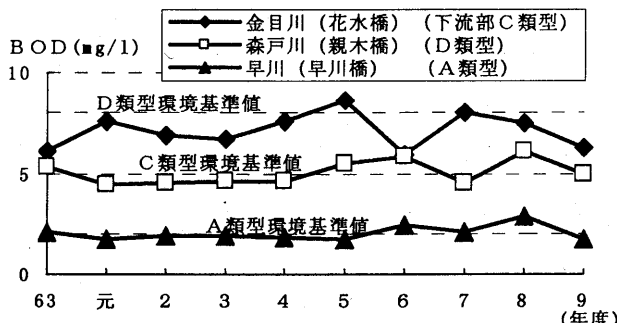 金目川（花水橋）（下流部Ｃ類型）
森戸川（親木橋）（Ｄ類型）
早川（早川橋）（Ａ類型）
ＢＯＤ(mg/l)
10
Ｄ類型環境基準値
Ｃ類型環境基準値
5
Ａ類型環境基準値
0
63 元 2 3 4 5 6 7 8 9
(年度)